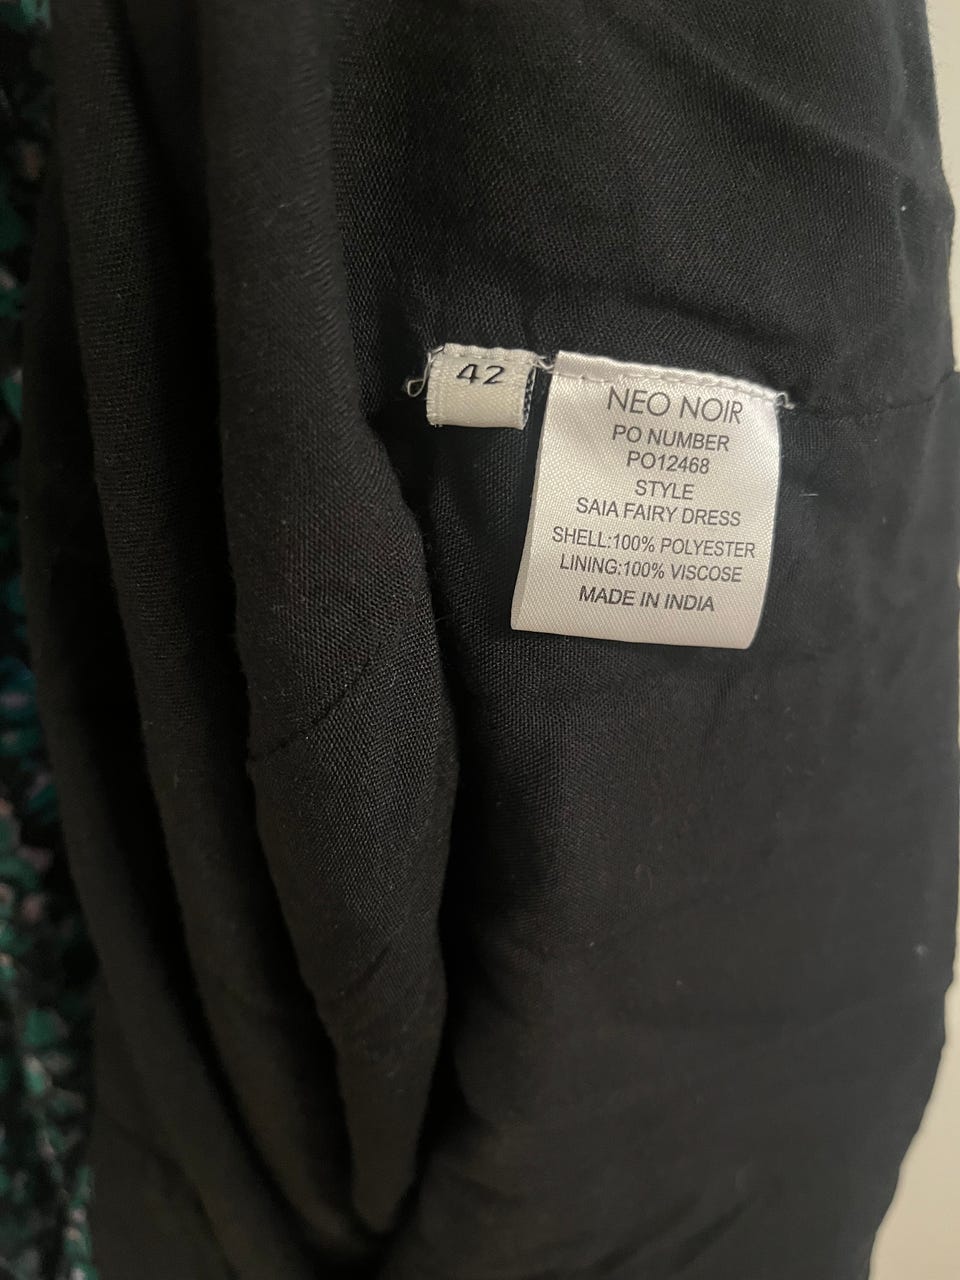 42
NEO NOIR
PO NUMBER
PO12468
STYLE
SAIA FAIRY DRESS
SHELL:100% POLYESTER
LINING:100% VISCOSE
MADE IN INDIA